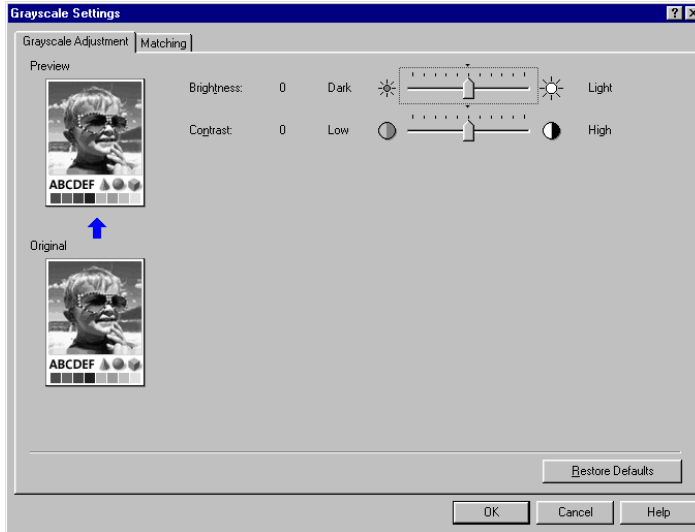 Grayscale Settings
Grayscale Adjustment Matching
Preview
Brightness: 0 Dark Light
Contrast: 0 Low High
ABCDEF
Original
ABCDEF
Restore Defaults
OK Cancel Help